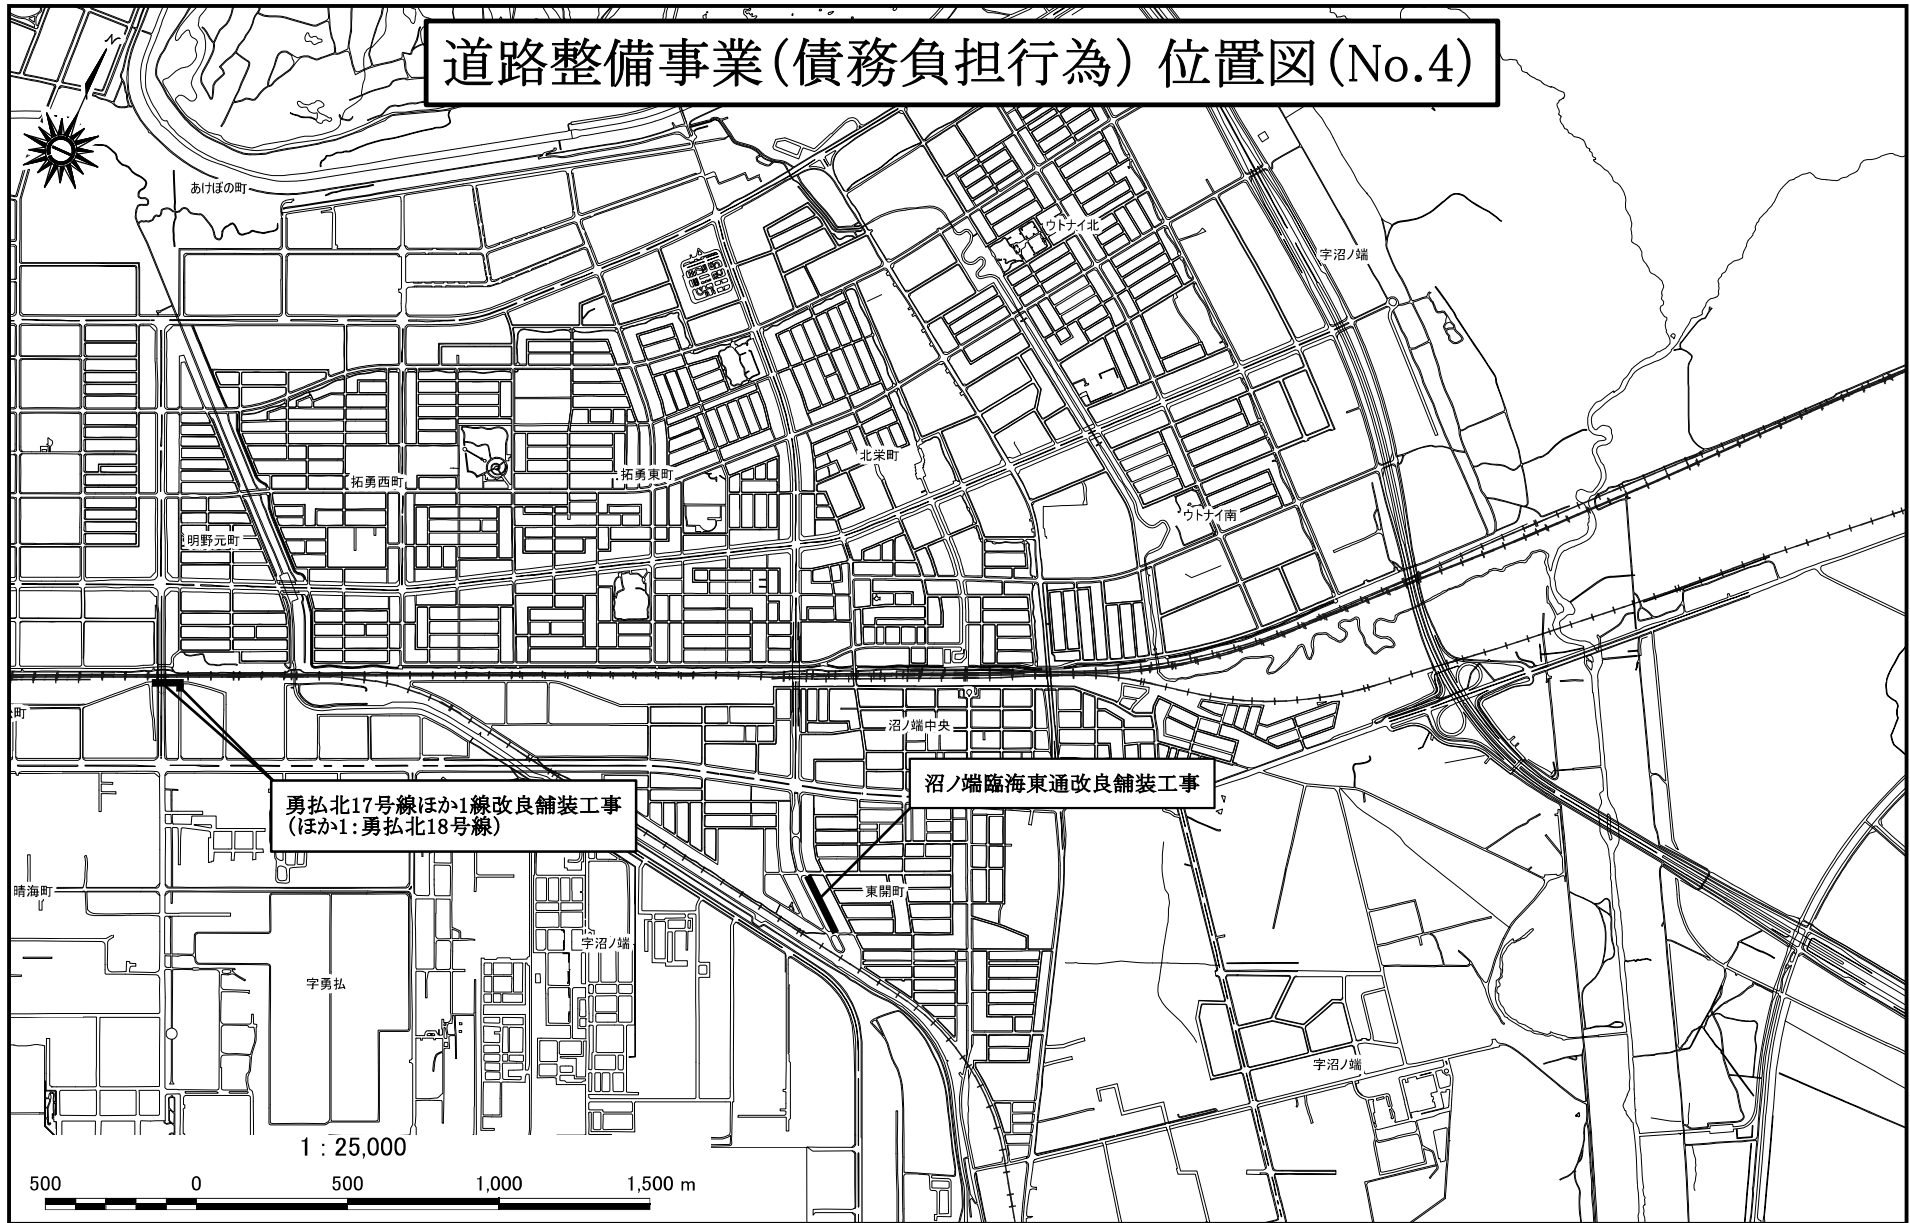 道路整備事業(債務負担行為) 位置図(No.4)
N
あけぼの町
ウトナイ北
字沼ノ端
北栄町
拓勇西町
拓勇東町
ウトナイ南
明野元町
町
沼ノ端中央
勇払北17号線ほか1線改良舗装工事
(ほか1:勇払北18号線)
沼ノ端臨海東通改良舗装工事
晴海町
東開町
字沼ノ端
字勇払
字沼ノ端
1 : 25,000
500 0 500 1,000 1,500 m